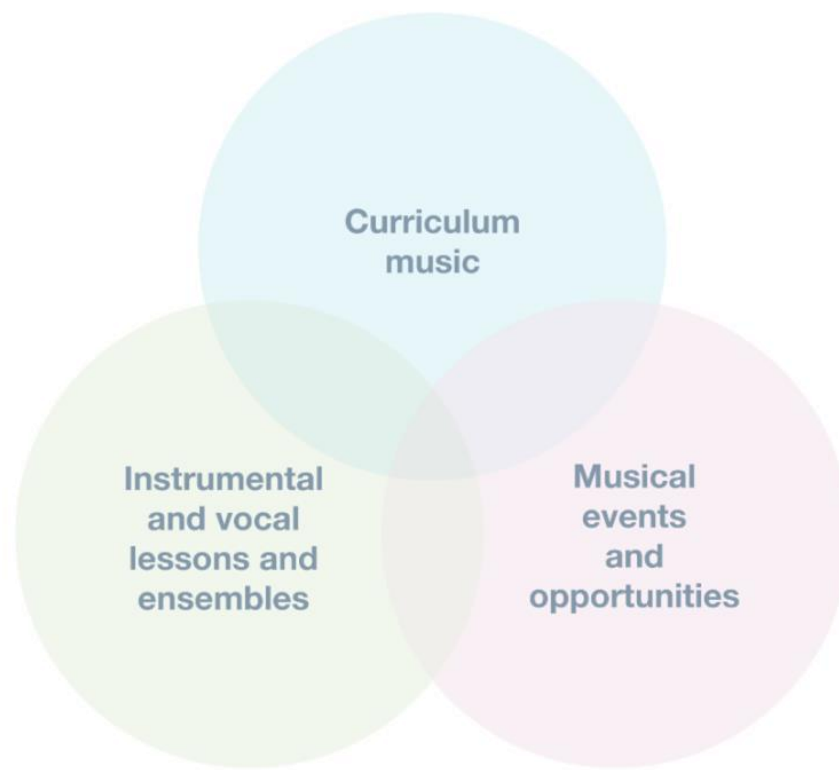 Curriculum
music
Instrumental
and vocal
lessons and
ensembles
Musical
events
and
opportunities